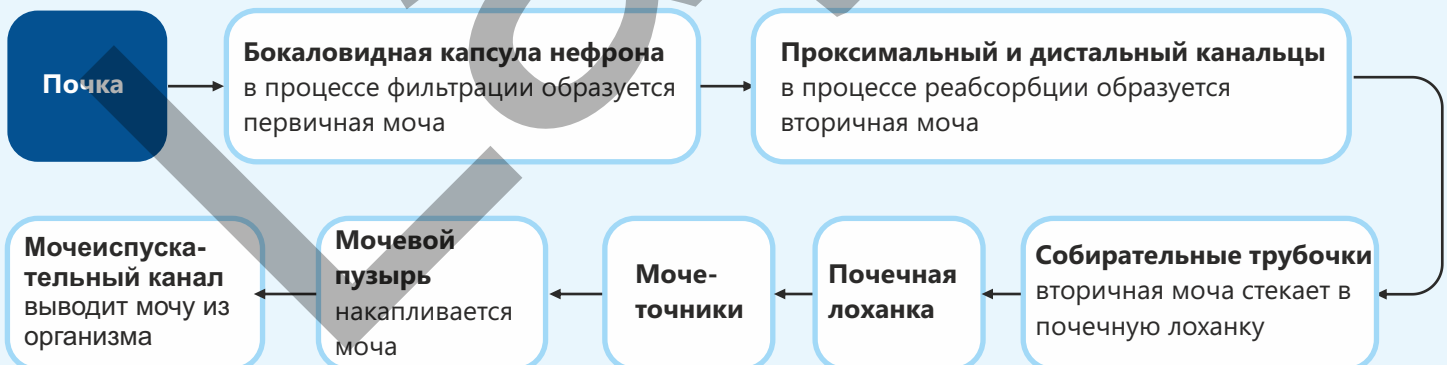 Почка
Бокаловидная капсула нефрона
в процессе фильтрации образуется
первичная моча
Проксимальный и дистальный канальцы
в процессе реабсорбции образуется
вторичная моча
Собирательные трубочки
вторичная моча стекает в
почечную лоханку
Почечная
лоханка
Моче-
точники
Мочевой
пузырь
накапливается
моча
Мочеиспуска-
тельный канал
выводит мочу из
организма